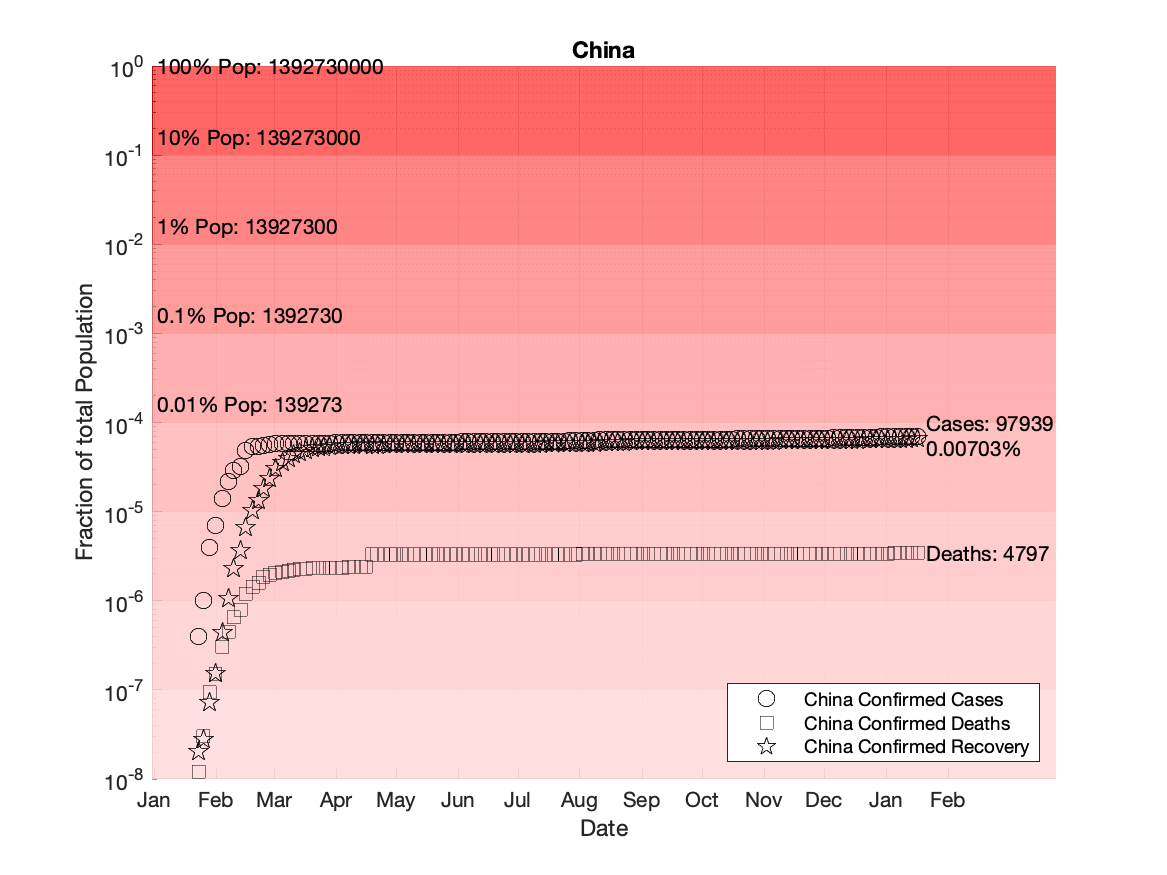 China
10^0
100% Pop: 1392730000
10% Pop: 139273000
10^-1
1% Pop: 13927300
10^-2
0.1% Pop: 1392730
10^-3
0.01% Pop: 139273
10^-4
Cases: 97939
0.00703%
10^-5
Deaths: 4797
10^-6
10^-7
10^-8
Fraction of total Population
China Confirmed Cases
China Confirmed Deaths
China Confirmed Recovery
Jan Feb Mar Apr May Jun Jul Aug Sep Oct Nov Dec Jan Feb
Date